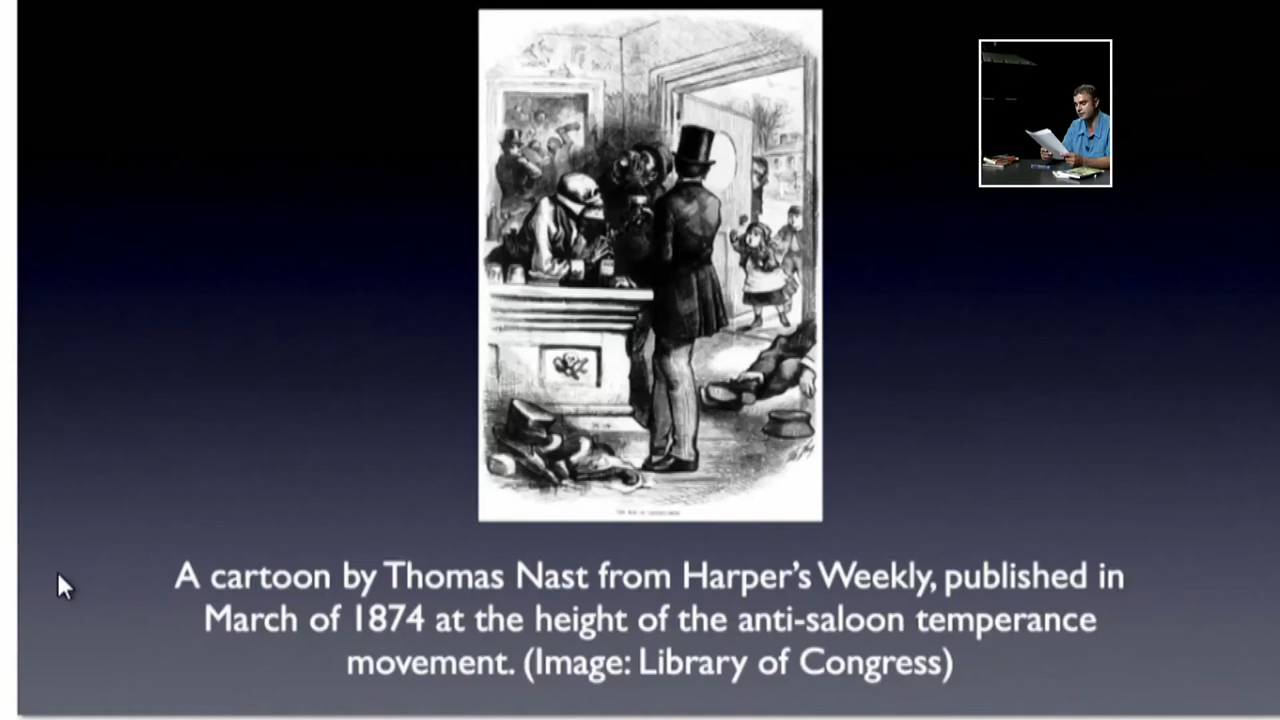 A cartoon by Thomas Nast from Harper's Weekly, published in
March of 1874 at the height of the anti-saloon temperance
movement. (Image: Library of Congress)